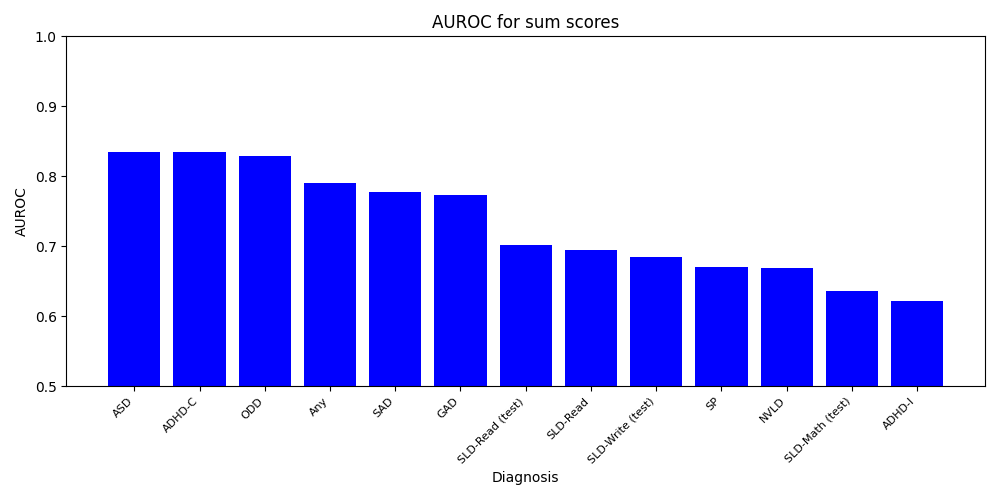 AUROC for sum scores
1.0
0.9
0.8
0.7
0.6
0.5
AUROC
ASD
ADHD-C
ODD
Any
SAD
GAD
SLD-Read (test)
SLD-Read
SLD-Write (test)
SP
NVLD
SLD-Math (test)
ADHD-I
Diagnosis